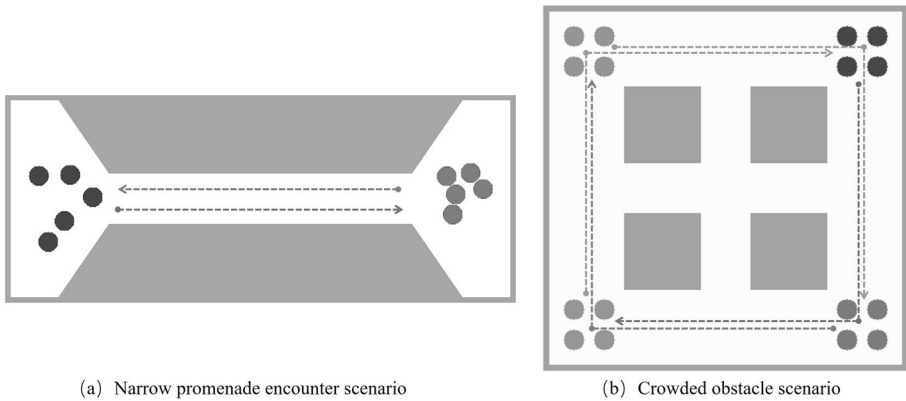 （a） Narrow promenade encounter scenario
（b） Crowded obstacle scenario